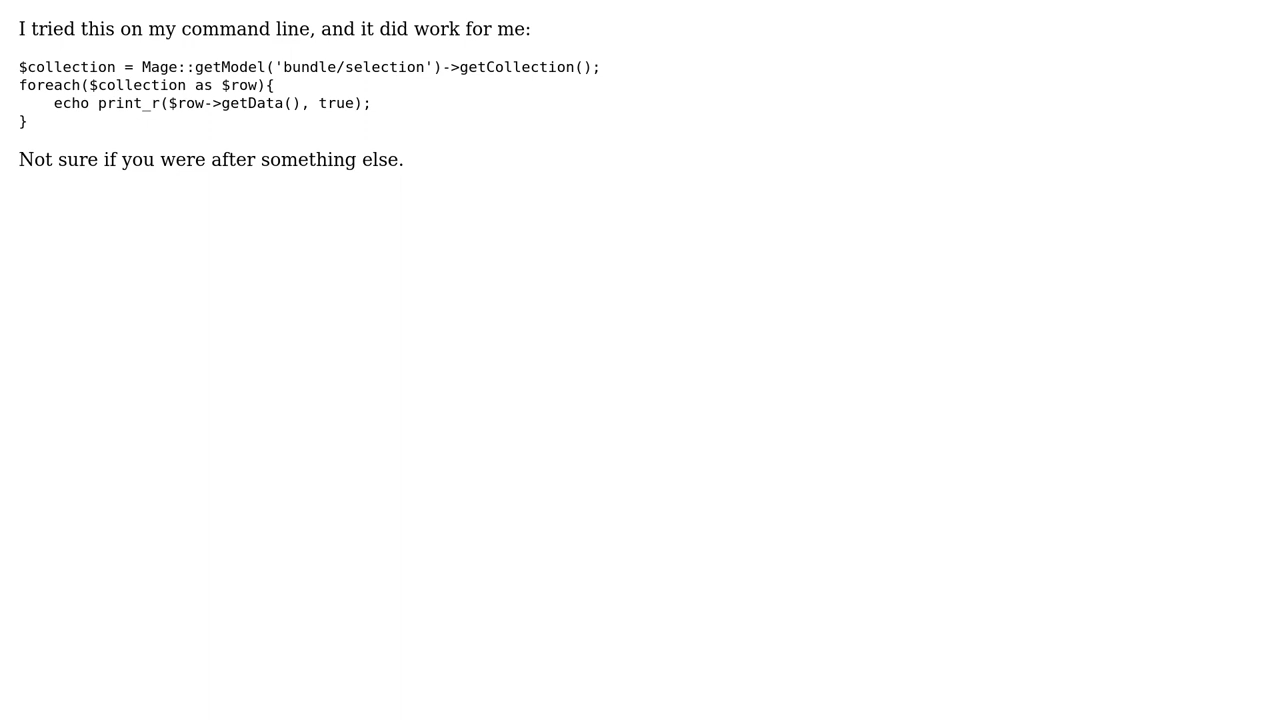 I tried this on my command line, and it did work for me:
$collection = Mage::getModel('bundle/selection')->getCollection();
foreach($collection as $row){
    echo print_r($row->getData(), true);
}
Not sure if you were after something else.